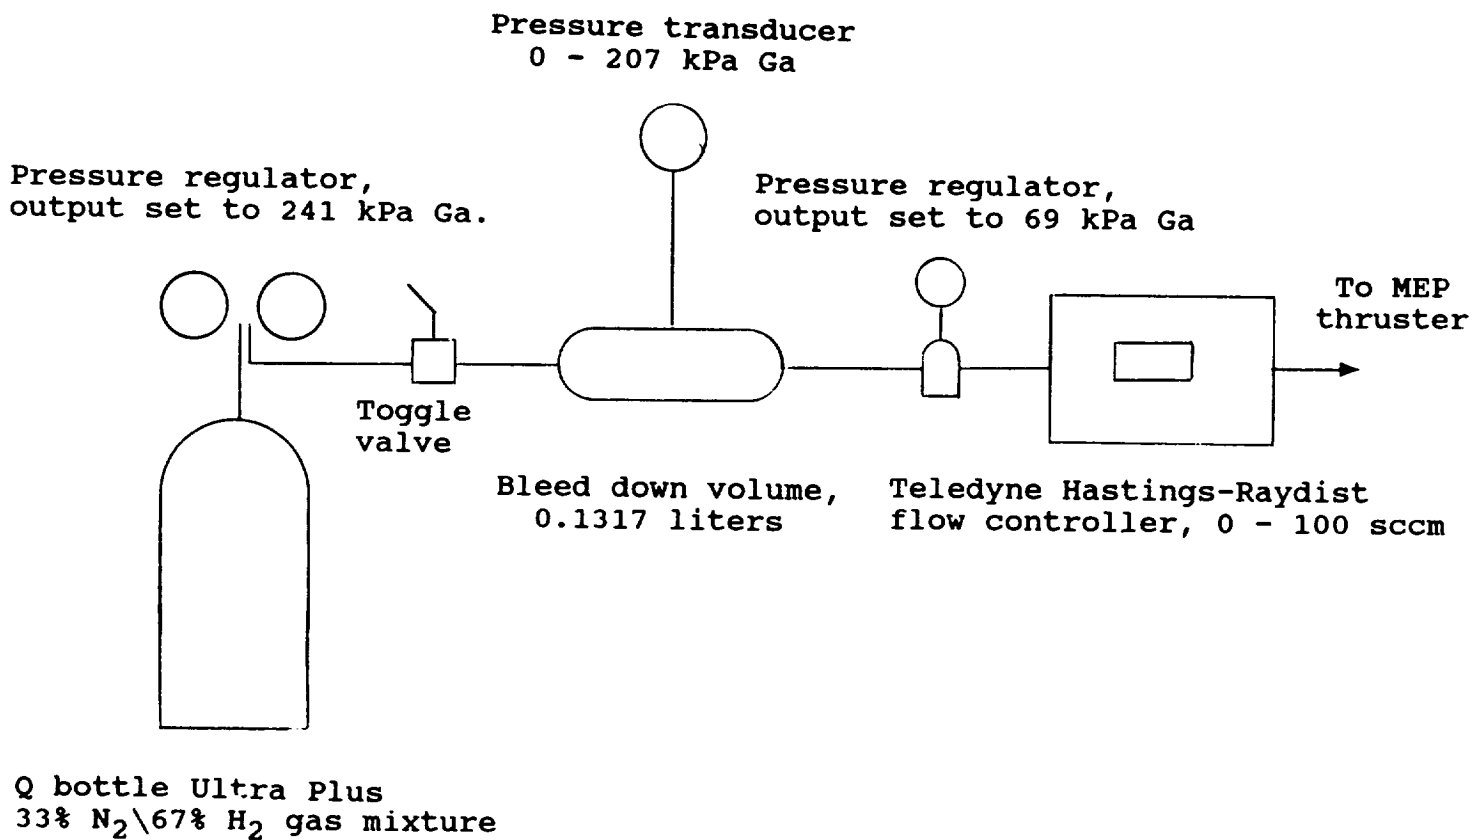 Pressure transducer
0 - 207 kPa Ga
Pressure regulator,
output set to 241 kPa Ga.
Pressure regulator,
output set to 69 kPa Ga
To MEP
thruster
Toggle
valve
Bleed down volume,
0.1317 liters
Teledyne Hastings-Raydist
flow controller, 0 - 100 sccm
Q bottle Ultra Plus
33% N₂\67% H₂ gas mixture